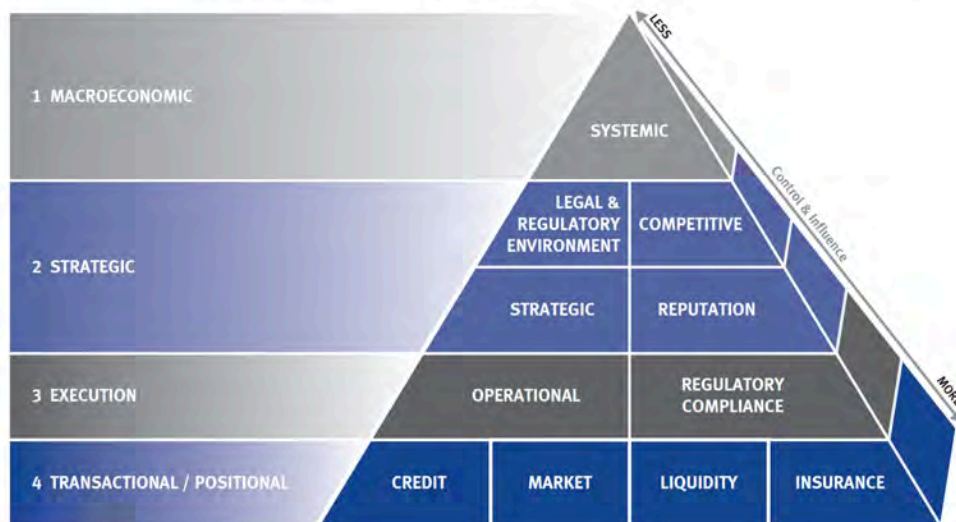 LESS
1 MACROECONOMIC
SYSTEMIC
Control & Influence
LEGAL &
REGULATORY
ENVIRONMENT
COMPETITIVE
2 STRATEGIC
STRATEGIC
REPUTATION
3 EXECUTION
OPERATIONAL
REGULATORY
COMPLIANCE
MORE
4 TRANSACTIONAL / POSITIONAL
CREDIT
MARKET
LIQUIDITY
INSURANCE